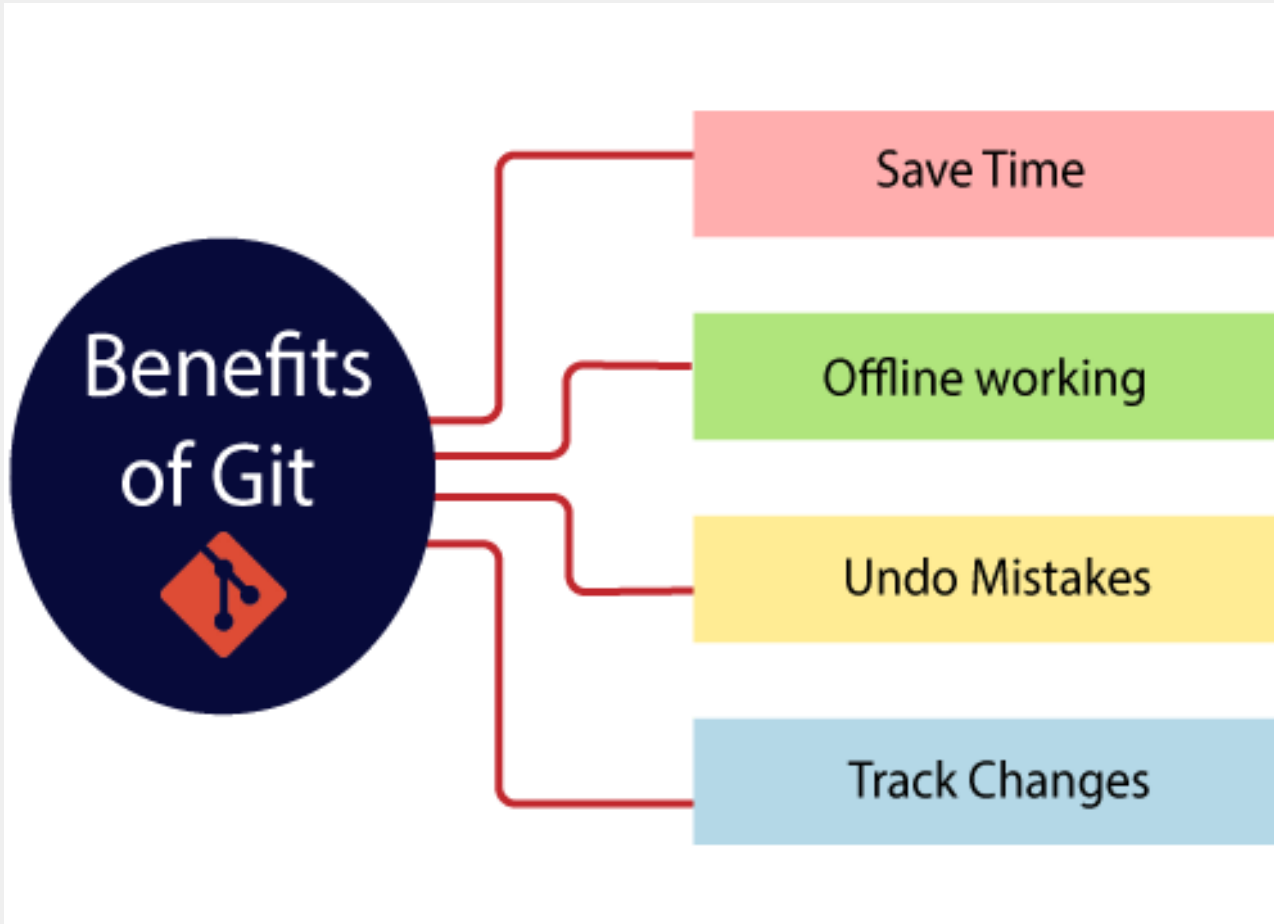 Benefits
of Git
Save Time
Offline working
Undo Mistakes
Track Changes